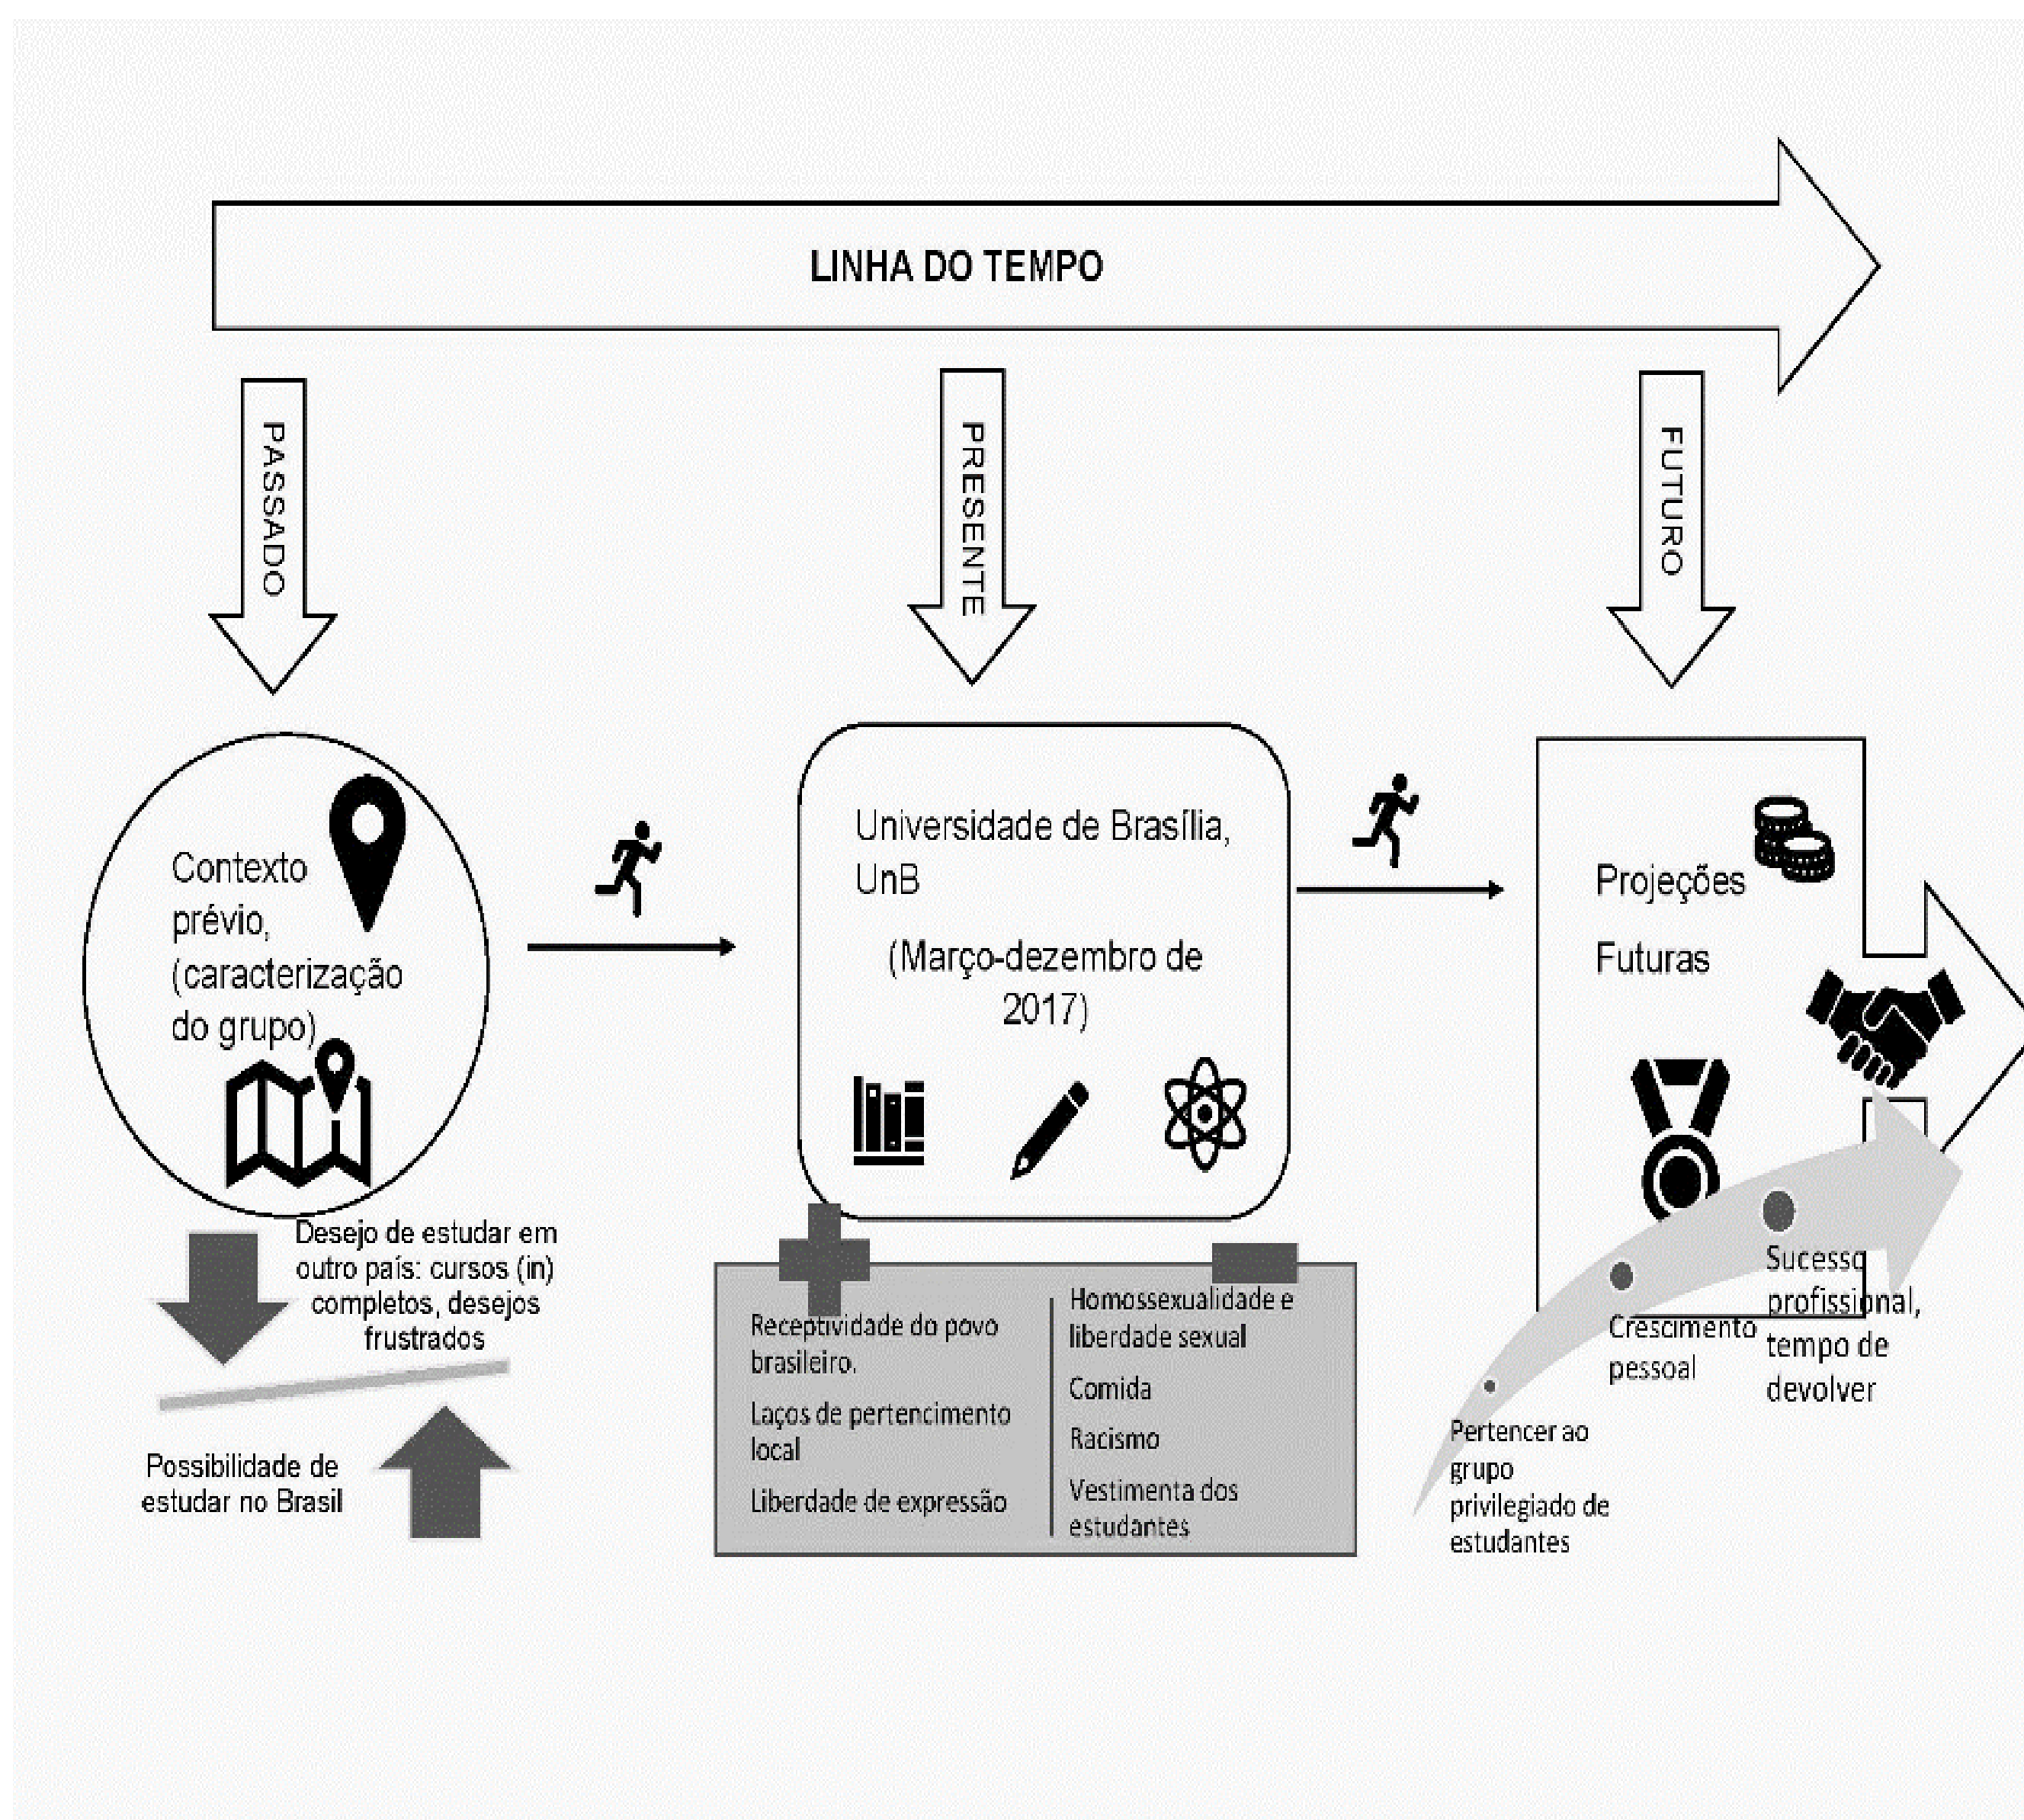 LINHA DO TEMPO
PASSADO
PRESENTE
FUTURO
Contexto
prévio,
(caracterização
do grupo)
Desejo de estudar em
outro país: cursos (in)
completos, desejos
frustrados
Possibilidade de
estudar no Brasil
Universidade de Brasília,
UnB
(Março-dezembro de
2017)
Receptividade do povo
brasileiro.
Laços de pertencimento
local
Liberdade de expressão
Homossexualidade e
liberdade sexual
Comida
Racismo
Vestimenta dos
estudantes
Projeções
Futuras
Pertencer ao
grupo
privilegiado de
estudantes
Crescimento
pessoal
Sucesso
profissional,
tempo de
devolver